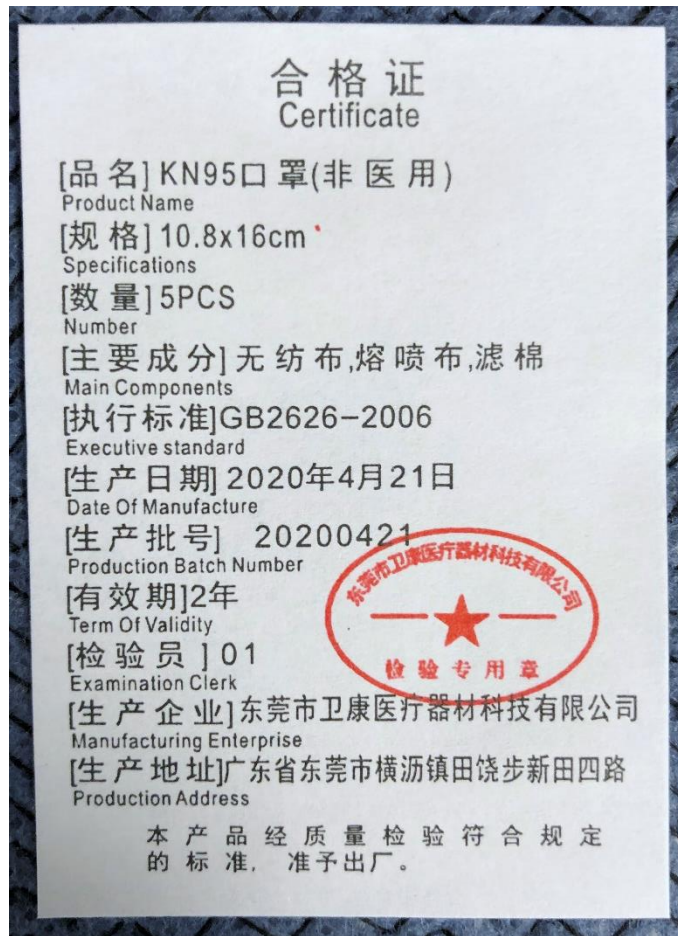 合格证
Certificate
[品名]KN95口罩(非医用)
Product Name
[规格]10.8x16cm
Specifications
[数量]5PCS
Number
[主要成分]无纺布,熔喷布,滤棉
Main Components
[执行标准]GB2626-2006
Executive standard
[生产日期]2020年4月21日
Date Of Manufacture
[生产批号] 20200421
Production Batch Number
[有效期]2年
Term Of Validity
[检验员]01
Examination Clerk
东莞市卫康医疗器材科技有限公司
检验专用章
[生产企业]东莞市卫康医疗器材科技有限公司
Manufacturing Enterprise
[生产地址]广东省东莞市横沥镇田饶步新田四路
Production Address
本产品经质量检验符合规定
的标准,准予出厂。